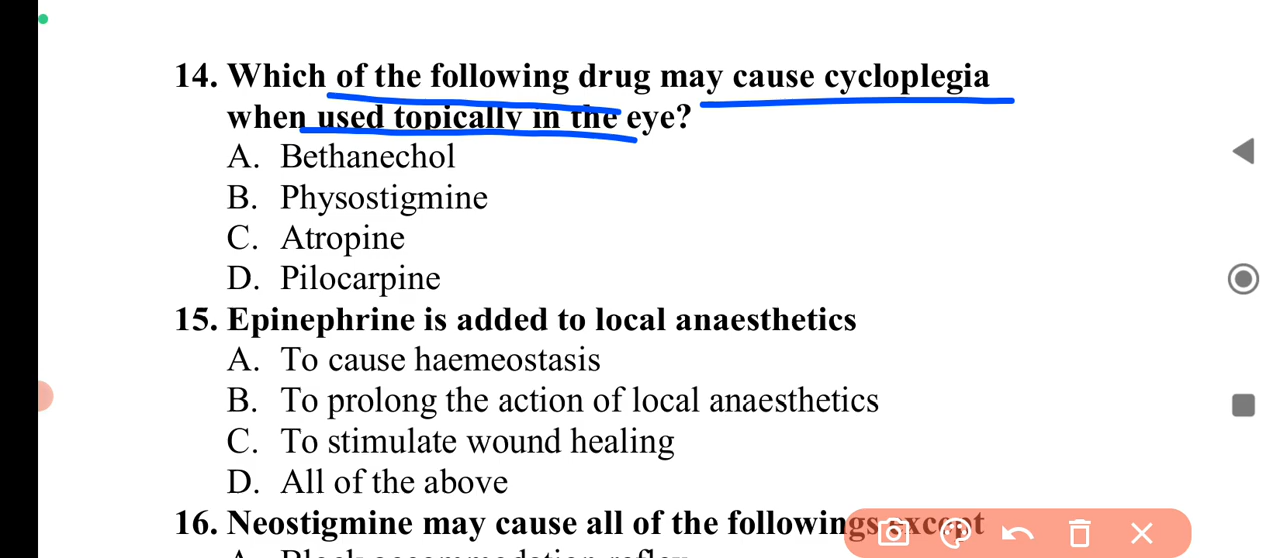 14. Which of the following drug may cause cycloplegia
when used topically in the eye?
A. Bethanechol
B. Physostigmine
C. Atropine
D. Pilocarpine
15. Epinephrine is added to local anaesthetics
A. To cause haemeostasis
B. To prolong the action of local anaesthetics
C. To stimulate wound healing
D. All of the above
16. Neostigmine may cause all of the followings except